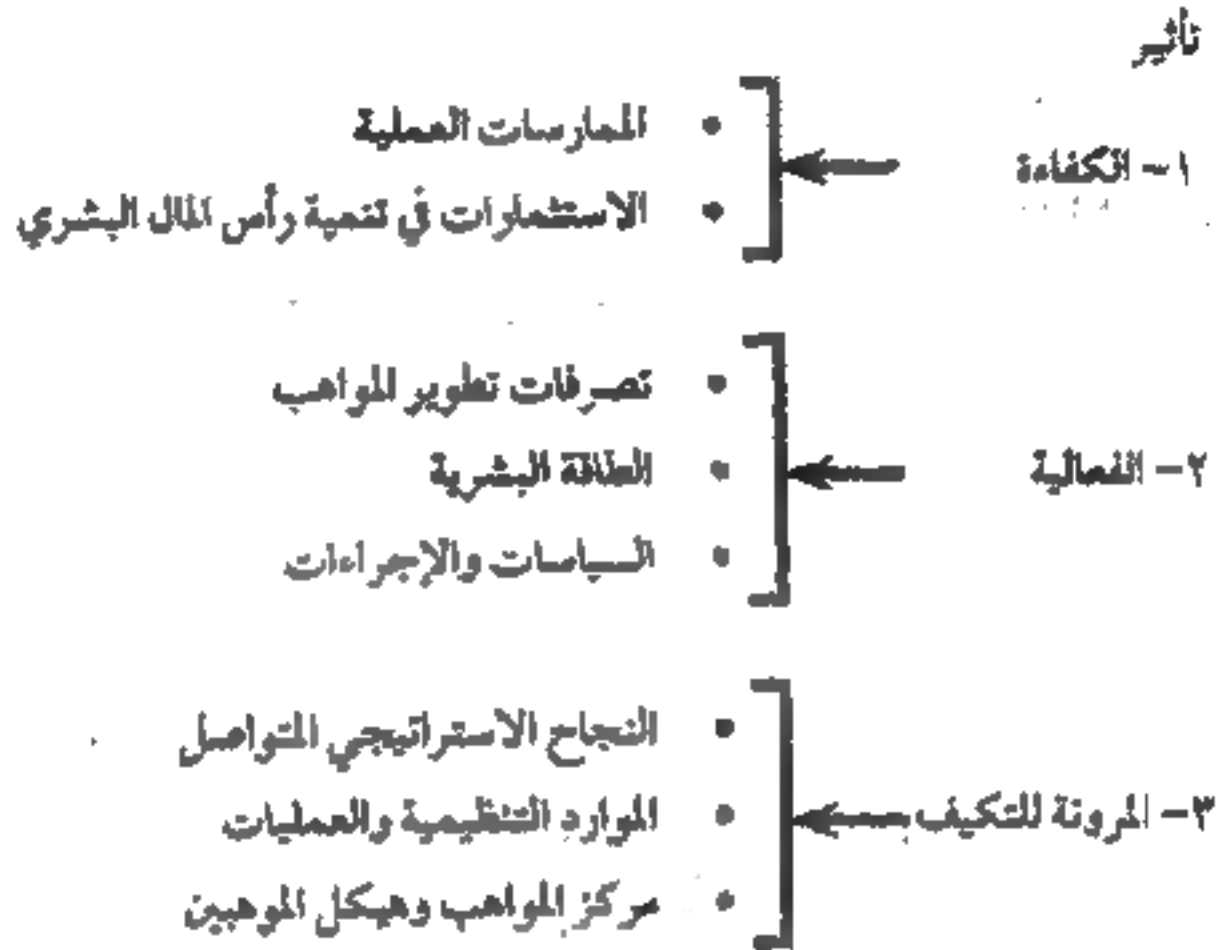 تأثير
• الممارسات العملية
١ - الكفاءة
• الاستثمارات في تنمية رأس المال البشري
• تصرفات تطوير المواهب
٢ - الفعالية
• الطاقة البشرية
• السياسات والإجراءات
• النجاح الاستراتيجي المتواصل
٣ - المرونة للتكيف
• الموارد التنظيمية والعمليات
• مركز المواهب وهيكل الموهبين